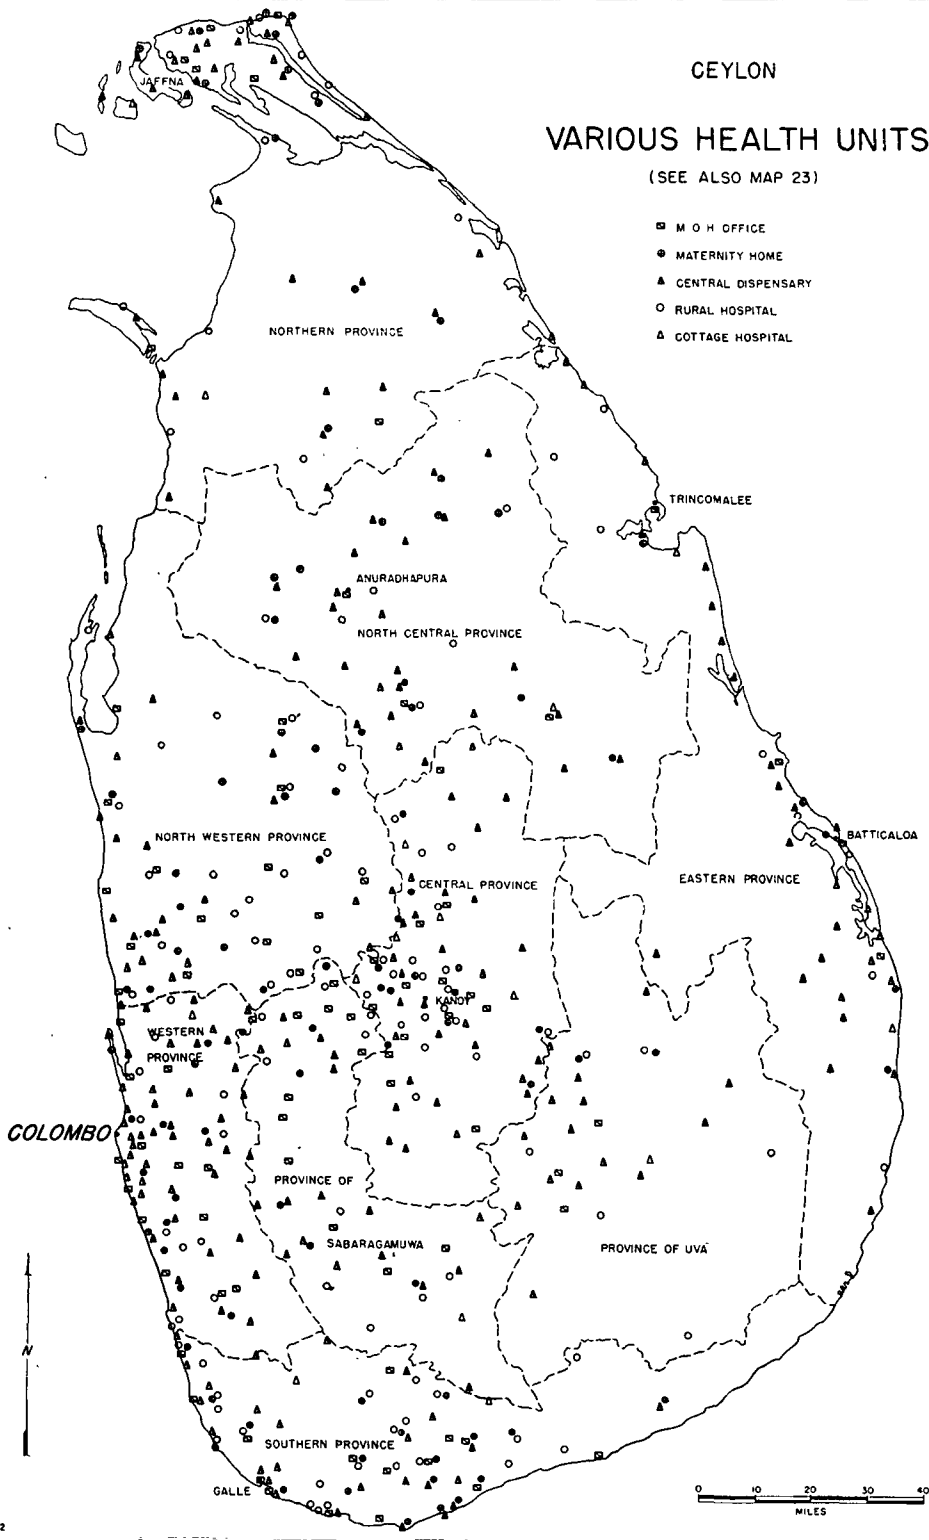 CEYLON
VARIOUS HEALTH UNITS
(SEE ALSO MAP 23)
M O H OFFICE
MATERNITY HOME
CENTRAL DISPENSARY
RURAL HOSPITAL
COTTAGE HOSPITAL
JAFFNA
NORTHERN PROVINCE
TRINCOMALEE
ANURADHAPURA
NORTH CENTRAL PROVINCE
NORTH WESTERN PROVINCE
BATTICALOA
CENTRAL PROVINCE
EASTERN PROVINCE
KANDY
WESTERN
PROVINCE
COLOMBO
PROVINCE OF
SABARAGAMUWA
PROVINCE OF UVA
N
SOUTHERN PROVINCE
GALLE
0 10 20 30 40
MILES
2